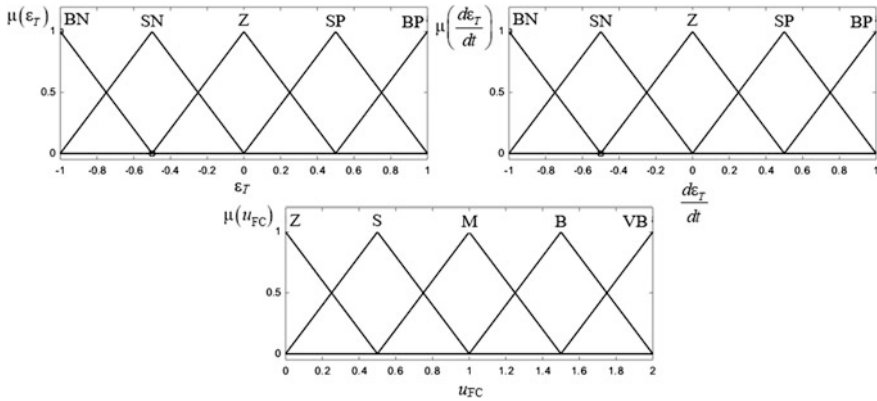 μ(ε_T)
BN SN Z SP BP
1
0.5
0
-1 -0.8 -0.6 -0.4 -0.2 0 0.2 0.4 0.6 0.8 1
ε_T
μ(dε_T/dt)
BN SN Z SP BP
1
0.5
0
-1 -0.8 -0.6 -0.4 -0.2 0 0.2 0.4 0.6 0.8 1
dε_T/dt
μ(u_FC)
Z S M B VB
1
0.5
0
0 0.2 0.4 0.6 0.8 1 1.2 1.4 1.6 1.8 2
u_FC